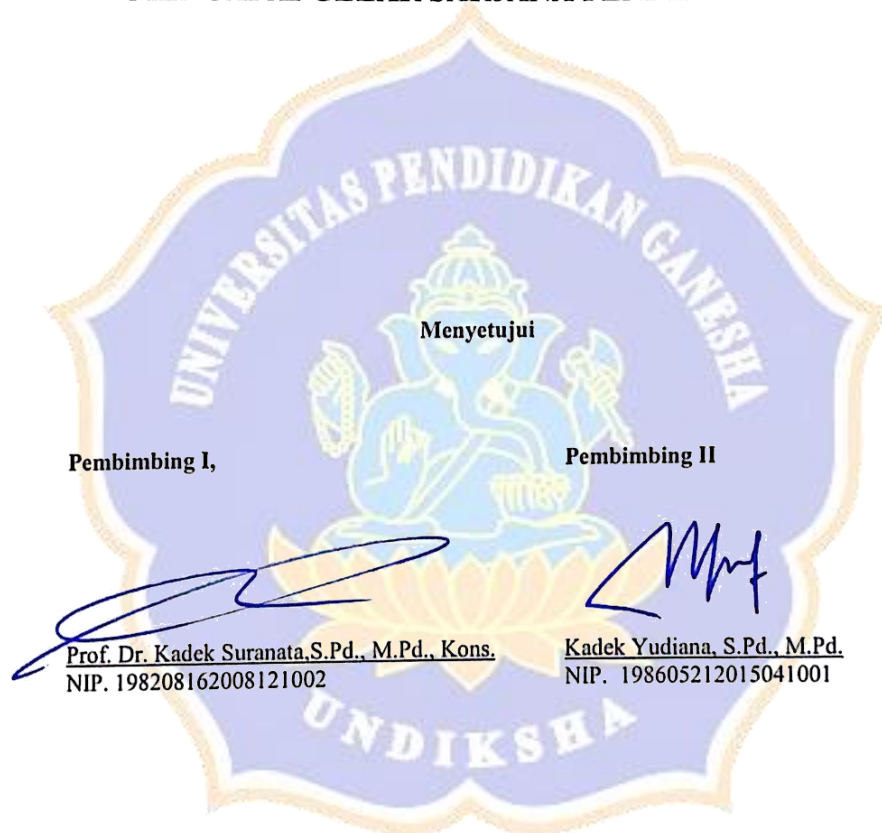 UNIVERSITAS PENDIDIKAN GANESHA
Menyetujui
Pembimbing I,
Pembimbing II
Prof. Dr. Kadek Suranata,S.Pd., M.Pd., Kons.
NIP. 198208162008121002
Kadek Yudiana, S.Pd., M.Pd.
NIP. 198605212015041001
UNDIKSHA